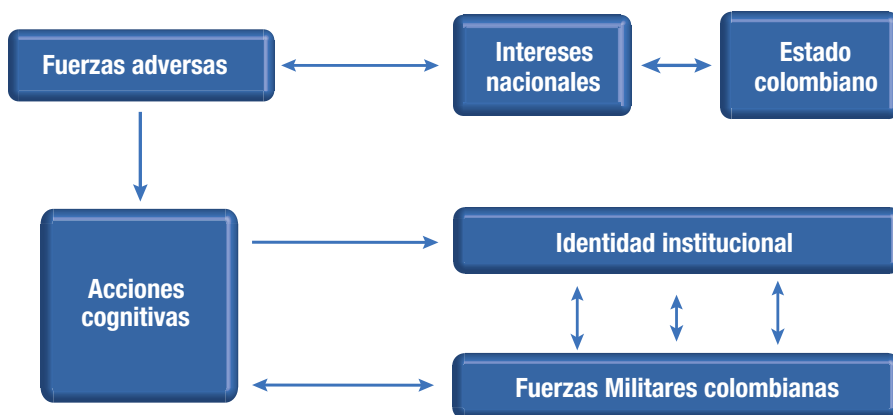 Fuerzas adversas
Intereses
nacionales
Estado
colombiano
Acciones
cognitivas
Identidad institucional
Fuerzas Militares colombianas